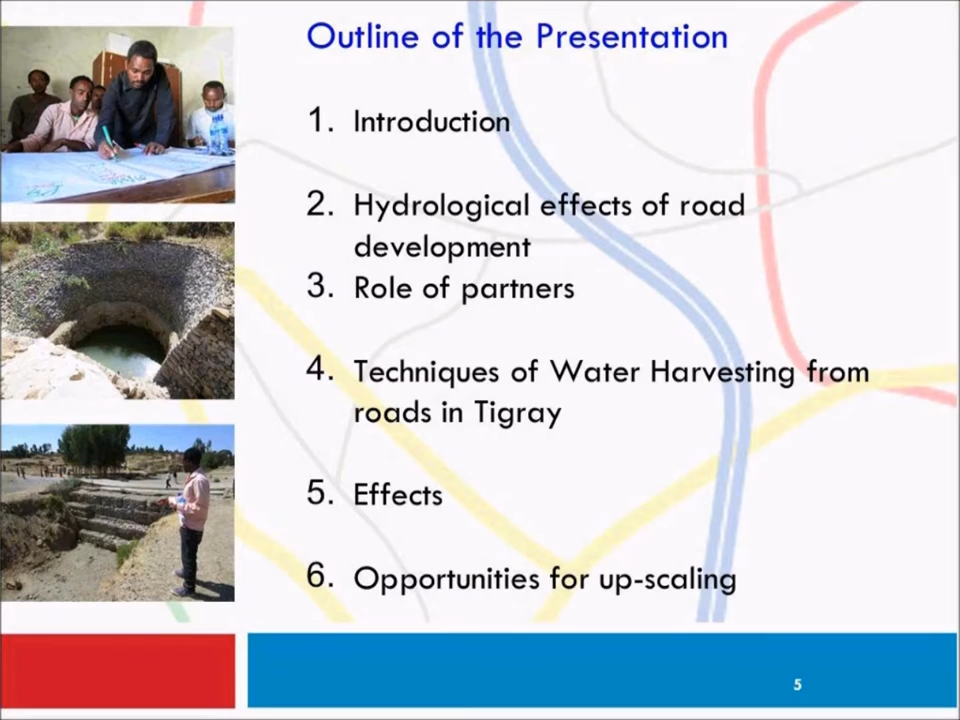 Outline of the Presentation
1. Introduction
2. Hydrological effects of road
development
3. Role of partners
4. Techniques of Water Harvesting from
roads in Tigray
5. Effects
6. Opportunities for up-scaling
5